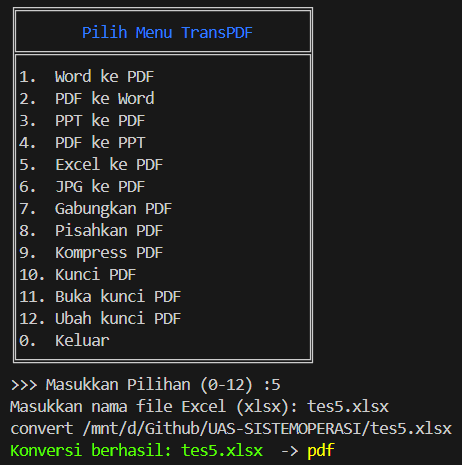 Pilih Menu TransPDF
1. Word ke PDF
2. PDF ke Word
3. PPT ke PDF
4. PDF ke PPT
5. Excel ke PDF
6. JPG ke PDF
7. Gabungkan PDF
8. Pisahkan PDF
9. Kompress PDF
10. Kunci PDF
11. Buka kunci PDF
12. Ubah kunci PDF
0. Keluar
>>> Masukkan Pilihan (0-12) :5
Masukkan nama file Excel (xlsx): tes5.xlsx
convert /mnt/d/Github/UAS-SISTEMOPERASI/tes5.xlsx
Konversi berhasil: tes5.xlsx -> pdf